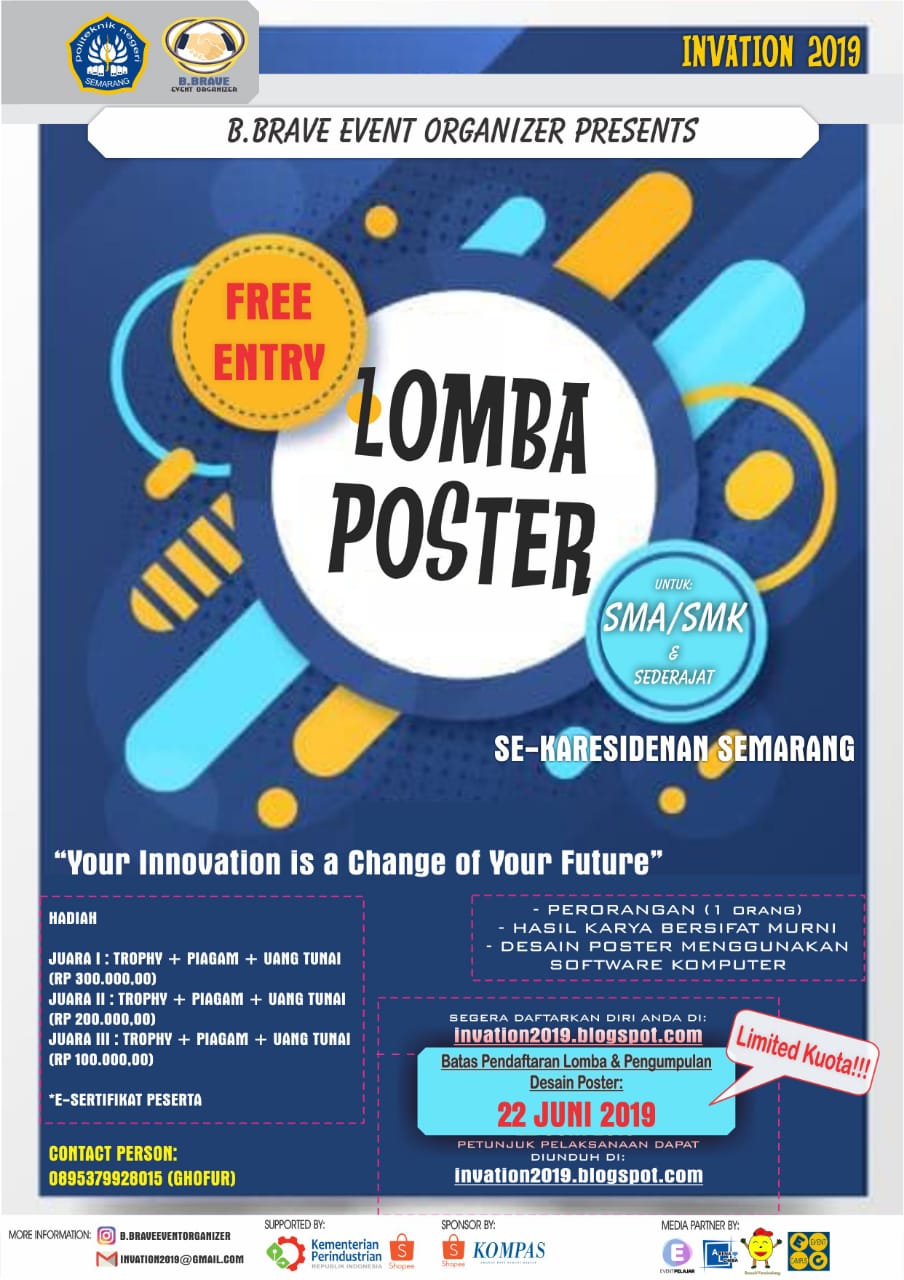 politeknik negeri
SEMARANG
B.BRAVE
EVENT ORGANIZER
INVATION 2019
B.BRAVE EVENT ORGANIZER PRESENTS
FREE
ENTRY
LOMBA
POSTER
UNTUK:
SMA/SMK
&
SEDERAJAT
SE-KARESIDENAN SEMARANG
“Your Innovation is a Change of Your Future”
HADIAH
JUARA I : TROPHY + PIAGAM + UANG TUNAI
(RP 300.000,00)
JUARA II : TROPHY + PIAGAM + UANG TUNAI
(RP 200.000,00)
JUARA III : TROPHY + PIAGAM + UANG TUNAI
(RP 100.000,00)
*E-SERTIFIKAT PESERTA
CONTACT PERSON:
0895379928015 (GHOFUR)
- PERORANGAN (1 ORANG)
- HASIL KARYA BERSIFAT MURNI
- DESAIN POSTER MENGGUNAKAN
SOFTWARE KOMPUTER
SEGERA DAFTARKAN DIRI ANDA DI:
invation2019.blogspot.com
Batas Pendaftaran Lomba & Pengumpulan
Desain Poster:
22 JUNI 2019
Limited Kuota!!!
PETUNJUK PELAKSANAAN DAPAT
DIUNDUH DI:
invation2019.blogspot.com
MORE INFORMATION:
B.BRAVEEVENTORGANIZER
INVATION2019@GMAIL.COM
SUPPORTED BY:
Kementerian
Perindustrian
REPUBLIK INDONESIA
Shopee
SPONSOR BY:
Shopee
KOMPAS
MEDIA PARTNER BY:
EVENTPELAJAR
EVENT
CAMPUS